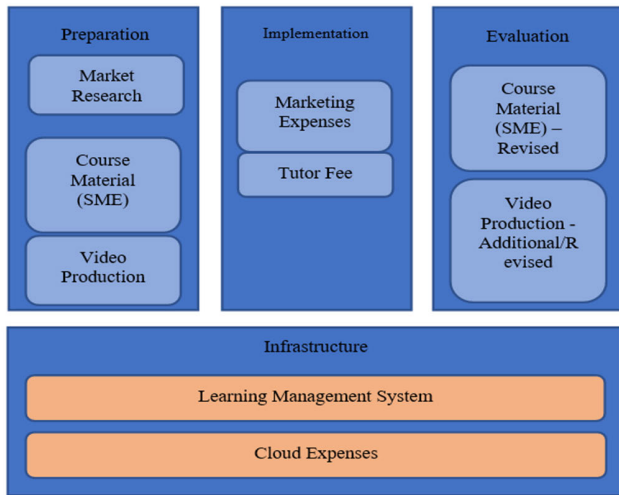 Preparation
Market
Research
Course
Material
(SME)
Video
Production
Implementation
Marketing
Expenses
Tutor Fee
Evaluation
Course
Material
(SME) –
Revised
Video
Production -
Additional/R
evised
Infrastructure
Learning Management System
Cloud Expenses